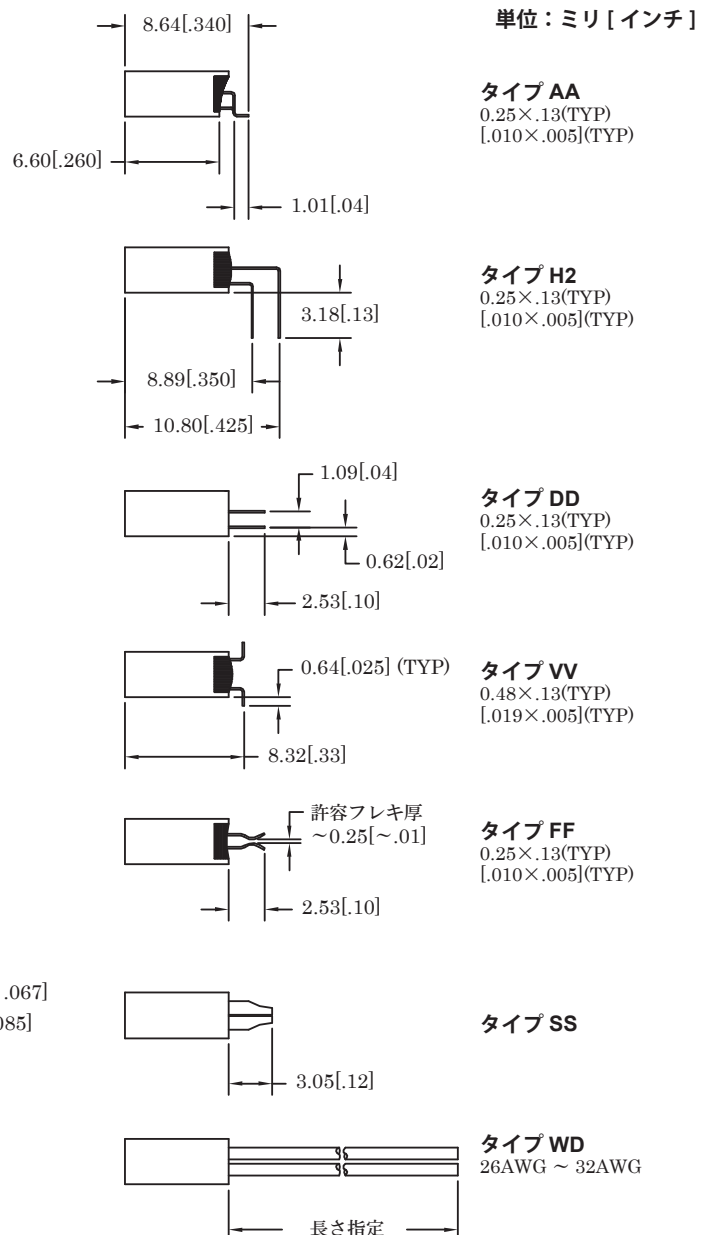 単位：ミリ [ インチ ]
8.64[.340]
タイプ AA
0.25×.13(TYP)
[.010×.005](TYP)
6.60[.260]
1.01[.04]
タイプ H2
0.25×.13(TYP)
[.010×.005](TYP)
3.18[.13]
8.89[.350]
10.80[.425]
1.09[.04]
タイプ DD
0.25×.13(TYP)
[.010×.005](TYP)
0.62[.02]
2.53[.10]
0.64[.025] (TYP)
タイプ VV
0.48×.13(TYP)
[.019×.005](TYP)
8.32[.33]
許容フレキ厚
~0.25[~.01]
タイプ FF
0.25×.13(TYP)
[.010×.005](TYP)
2.53[.10]
.067]
085]
タイプ SS
3.05[.12]
タイプ WD
26AWG ~ 32AWG
長さ指定